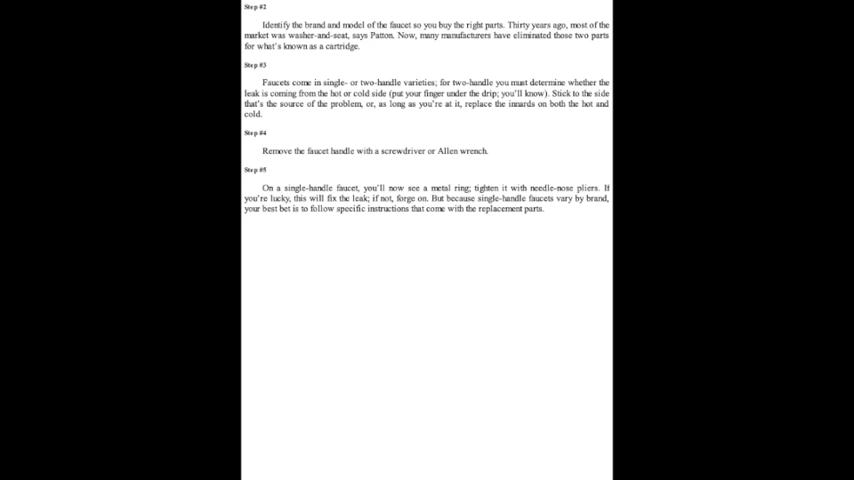 Step #2
Identify the brand and model of the faucet so you buy the right parts. Thirty years ago, most of the
market was washer-and-seat, says Patton. Now, many manufacturers have eliminated those two parts
for what's known as a cartridge.
Step #3
Faucets come in single- or two-handle varieties; for two-handle you must determine whether the
leak is coming from the hot or cold side (put your finger under the drip; you'll know). Stick to the side
that's the source of the problem, or, as long as you're at it, replace the innards on both the hot and
cold.
Step #4
Remove the faucet handle with a screwdriver or Allen wrench.
Step #5
On a single-handle faucet, you'll now see a metal ring; tighten it with needle-nose pliers. If
you're lucky, this will fix the leak; if not, forge on. But because single-handle faucets vary by brand,
your best bet is to follow specific instructions that come with the replacement parts.